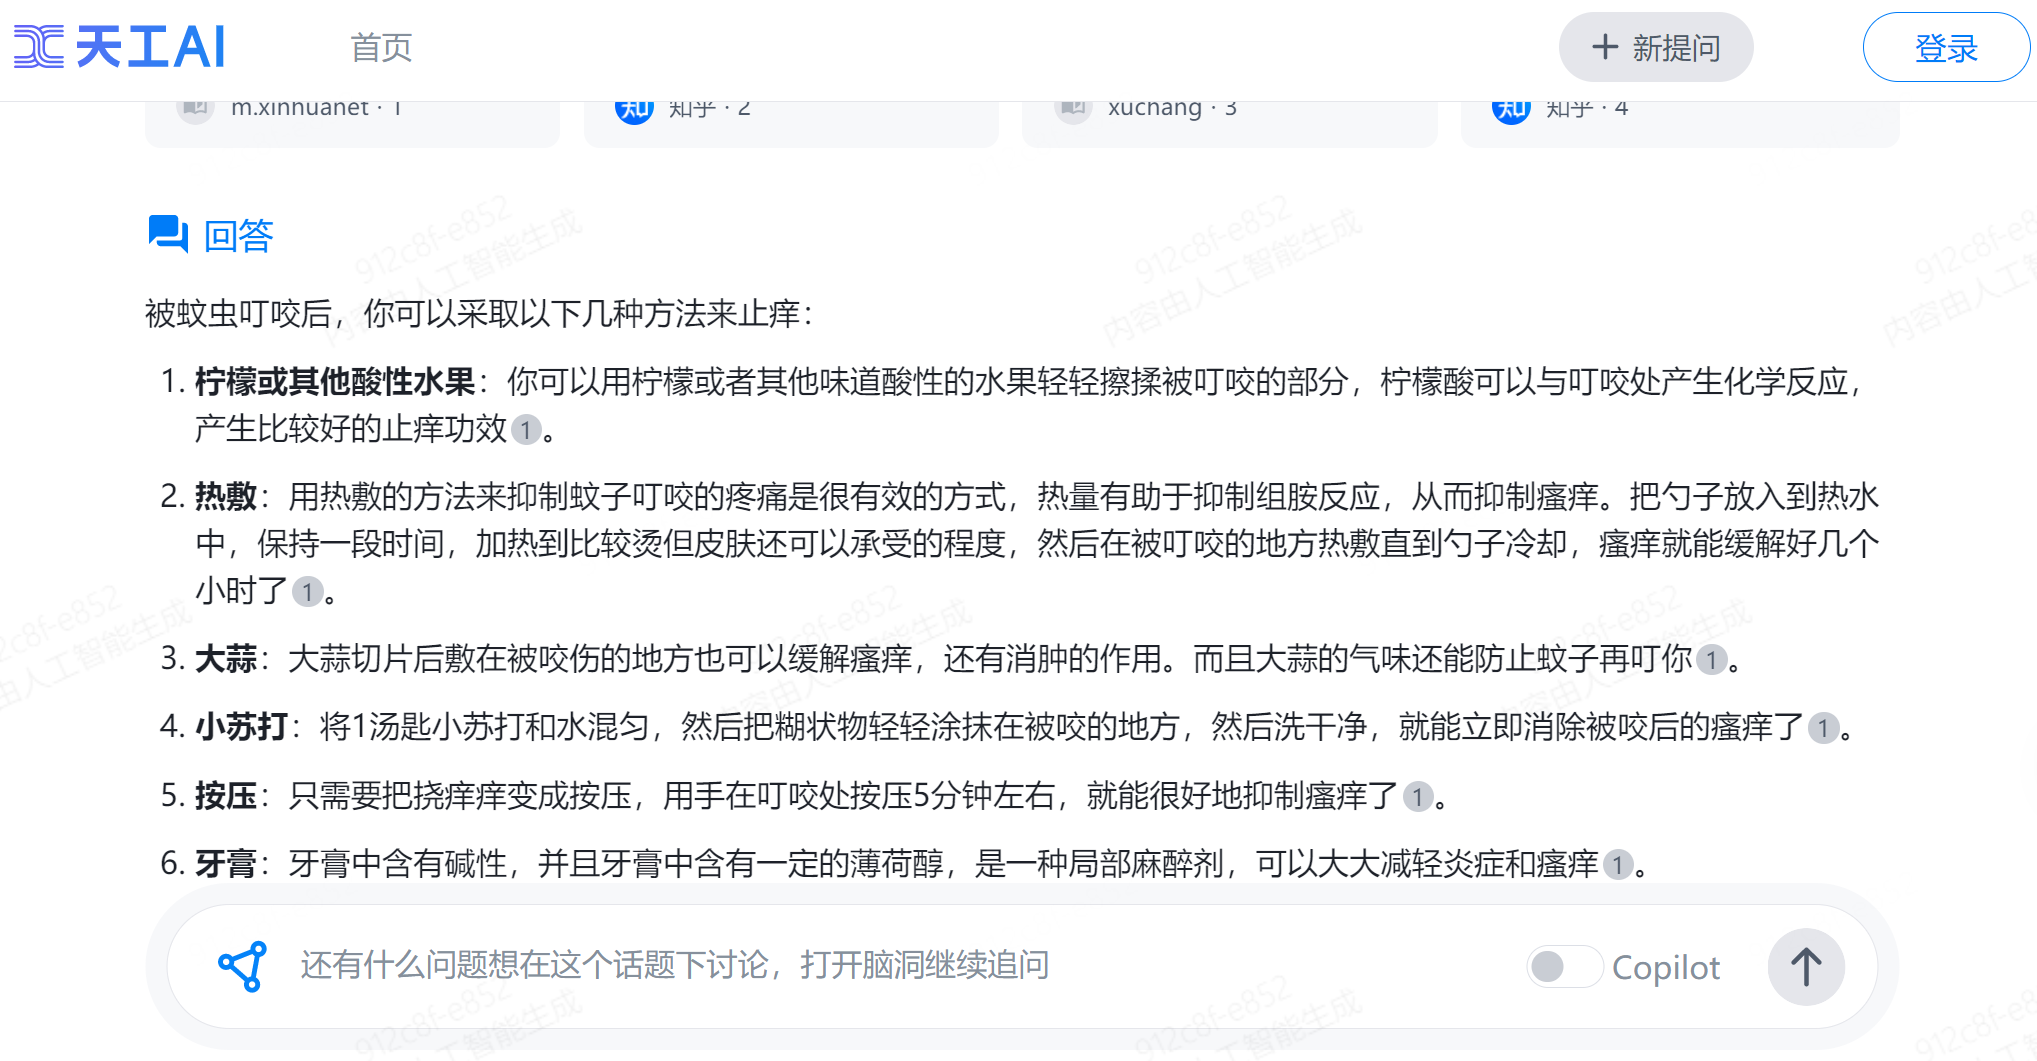 天工AI
首页
+ 新提问
登录
m.xinhuanet · 1
知乎 · 2
xuchang · 3
知乎 · 4
回答
被蚊虫叮咬后，你可以采取以下几种方法来止痒：
1. 柠檬或其他酸性水果：你可以用柠檬或者其他味道酸性的水果轻轻擦揉被叮咬的部分，柠檬酸可以与叮咬处产生化学反应，
产生比较好的止痒功效 1 。
2. 热敷：用热敷的方法来抑制蚊子叮咬的疼痛是很有效的方式，热量有助于抑制组胺反应，从而抑制瘙痒。把勺子放入到热水
中，保持一段时间，加热到比较烫但皮肤还可以承受的程度，然后在被叮咬的地方热敷直到勺子冷却，瘙痒就能缓解好几个
小时了 1 。
3. 大蒜：大蒜切片后敷在被咬伤的地方也可以缓解瘙痒，还有消肿的作用。而且大蒜的气味还能防止蚊子再叮你 1 。
4. 小苏打：将1汤匙小苏打和水混匀，然后把糊状物轻轻涂抹在被咬的地方，然后洗干净，就能立即消除被咬后的瘙痒了 1 。
5. 按压：只需要把挠痒痒变成按压，用手在叮咬处按压5分钟左右，就能很好地抑制瘙痒了 1 。
6. 牙膏：牙膏中含有碱性，并且牙膏中含有一定的薄荷醇，是一种局部麻醉剂，可以大大减轻炎症和瘙痒 1 。
还有什么问题想在这个话题下讨论，打开脑洞继续追问
Copilot
912c8f-e852
内容由人工智能生成